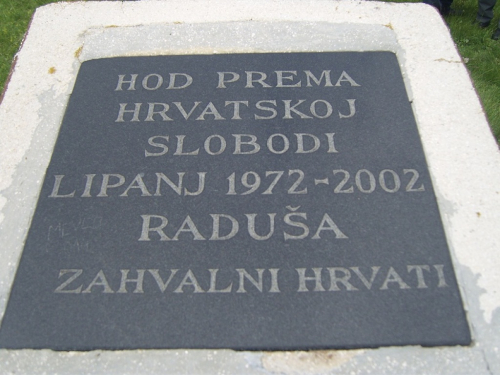 HOD PREMA
HRVATSKOJ
SLOBODI
LIPANJ 1972-2002
RADUŠA
ZAHVALNI HRVATI